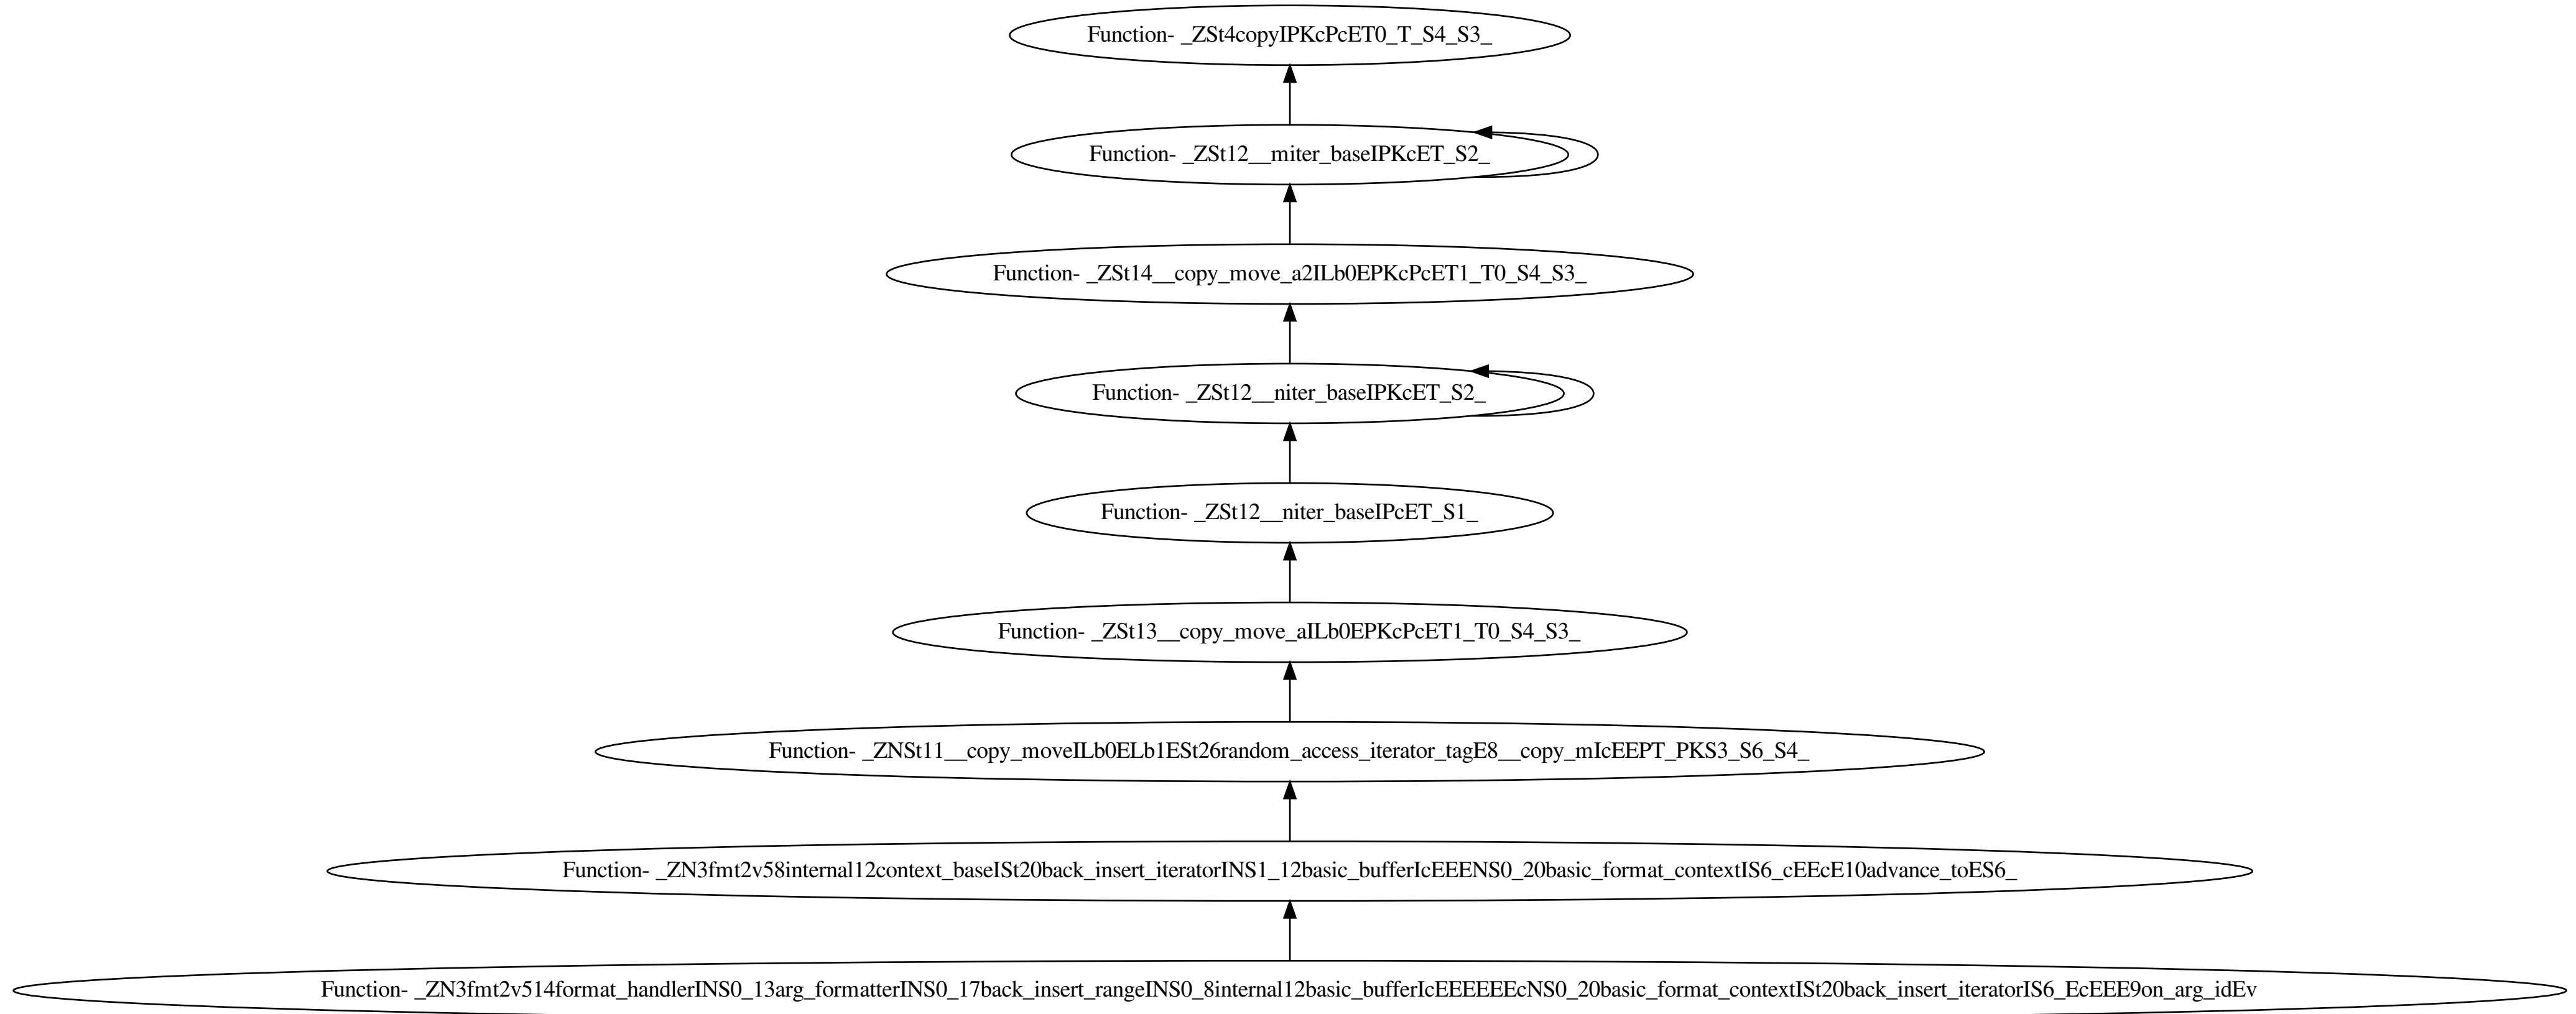 Function- _ZSt4copyIPKcPcET0_T_S4_S3_
Function- _ZSt12__miter_baseIPKcET_S2_
Function- _ZSt14__copy_move_a2ILb0EPKcPcET1_T0_S4_S3_
Function- _ZSt12__niter_baseIPKcET_S2_
Function- _ZSt12__niter_baseIPcET_S1_
Function- _ZSt13__copy_move_aILb0EPKcPcET1_T0_S4_S3_
Function- _ZNSt11__copy_moveILb0ELb1ESt26random_access_iterator_tagE8__copy_mIcEEPT_PKS3_S6_S4_
Function- _ZN3fmt2v58internal12context_baseISt20back_insert_iteratorINS1_12basic_bufferIcEEENS0_20basic_format_contextIS6_cEEcE10advance_toES6_
Function- _ZN3fmt2v514format_handlerINS0_13arg_formatterINS0_17back_insert_rangeINS0_8internal12basic_bufferIcEEEEEEcNS0_20basic_format_contextISt20back_insert_iteratorIS6_EcEEE9on_arg_idEv